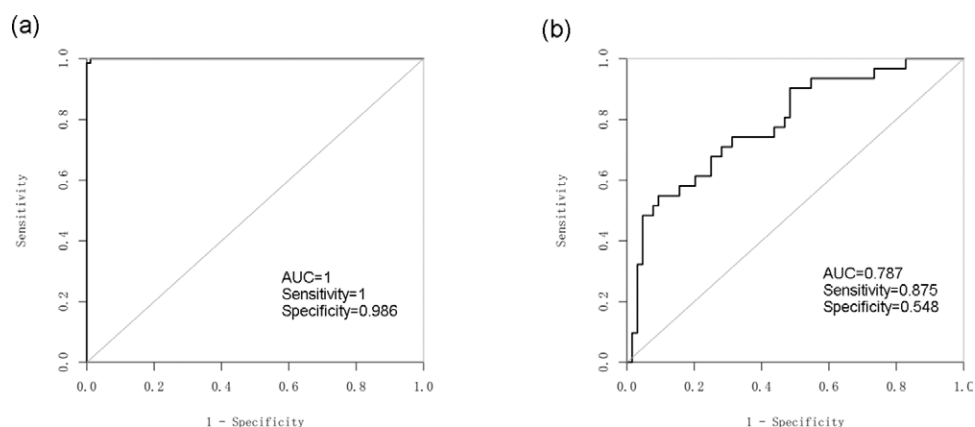 (a)
Sensitivity
1.0
0.8
0.6
0.4
0.2
0.0
AUC=1
Sensitivity=1
Specificity=0.986
0.0 0.2 0.4 0.6 0.8 1.0
1 - Specificity
(b)
Sensitivity
1.0
0.8
0.6
0.4
0.2
0.0
AUC=0.787
Sensitivity=0.875
Specificity=0.548
0.0 0.2 0.4 0.6 0.8 1.0
1 - Specificity